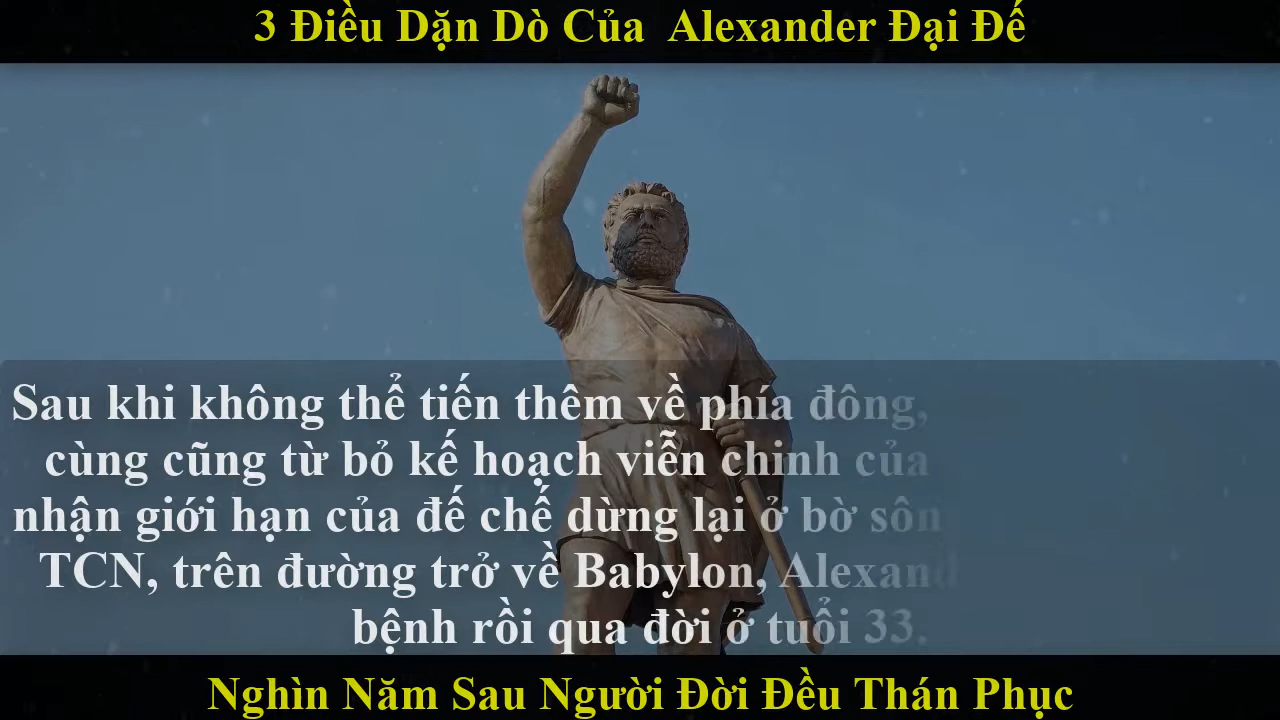 3 Điều Dặn Dò Của Alexander Đại Đế
Sau khi không thể tiến thêm về phía đông,
cùng cũng từ bỏ kế hoạch viễn chinh của
nhận giới hạn của đế chế dừng lại ở bờ
TCN, trên đường trở về Babylon,
bệnh rồi qua đời ở tuổi 33.
Nghìn Năm Sau Người Đời Đều Thán Phục